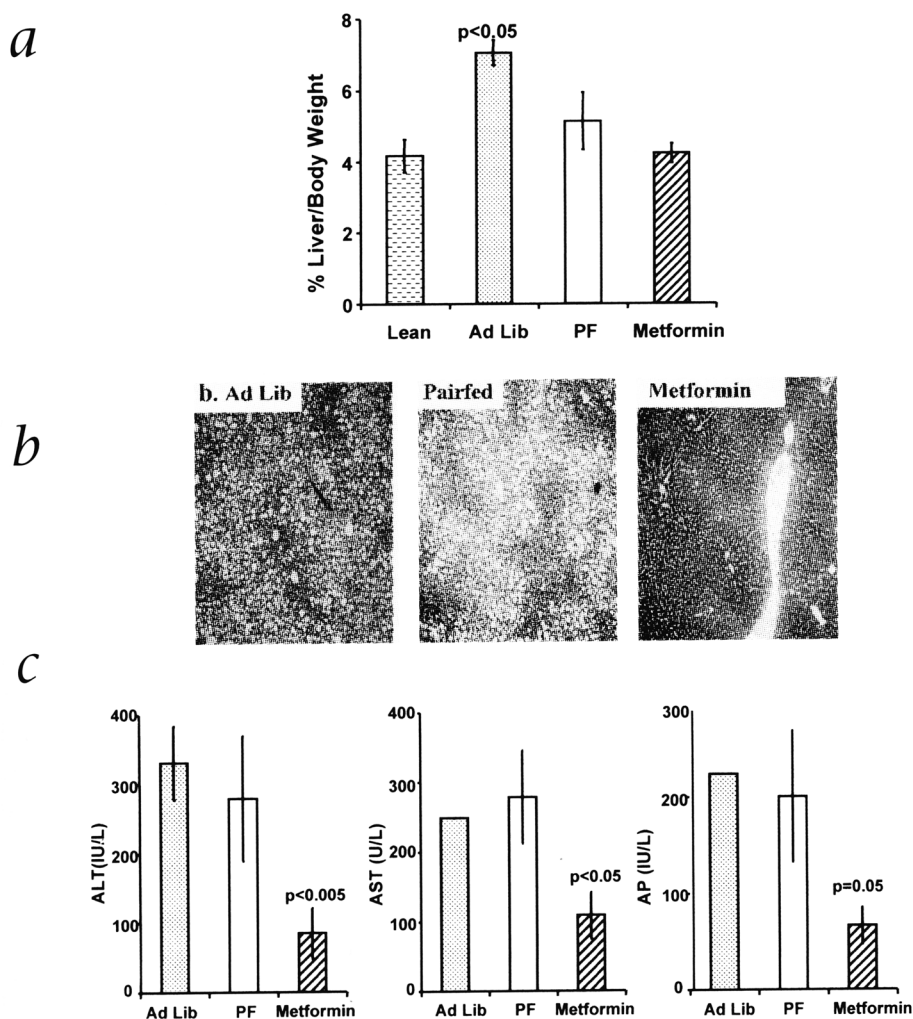 a
8
6
4
2
0
% Liver/Body Weight
p<0.05
Lean Ad Lib PF Metformin
b
b. Ad Lib
Pairfed
Metformin
c
400
300
200
100
0
ALT(IU/L)
p<0.005
Ad Lib PF Metformin
400
300
200
100
0
AST (U/L)
p<0.05
Ad Lib PF Metformin
300
200
100
0
AP (IU/L)
p=0.05
Ad Lib PF Metformin